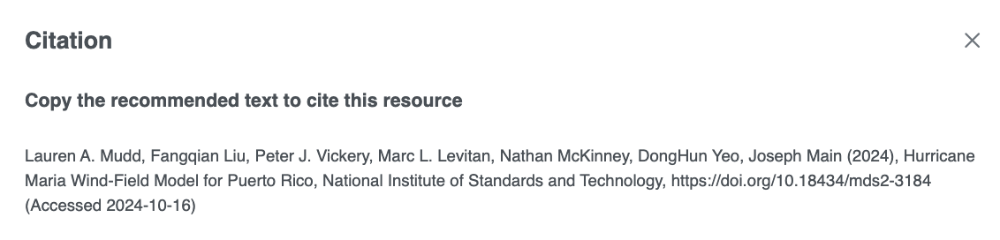 Citation
Copy the recommended text to cite this resource
Lauren A. Mudd, Fangqian Liu, Peter J. Vickery, Marc L. Levitan, Nathan McKinney, DongHun Yeo, Joseph Main (2024), Hurricane
Maria Wind-Field Model for Puerto Rico, National Institute of Standards and Technology, https://doi.org/10.18434/mds2-3184
(Accessed 2024-10-16)